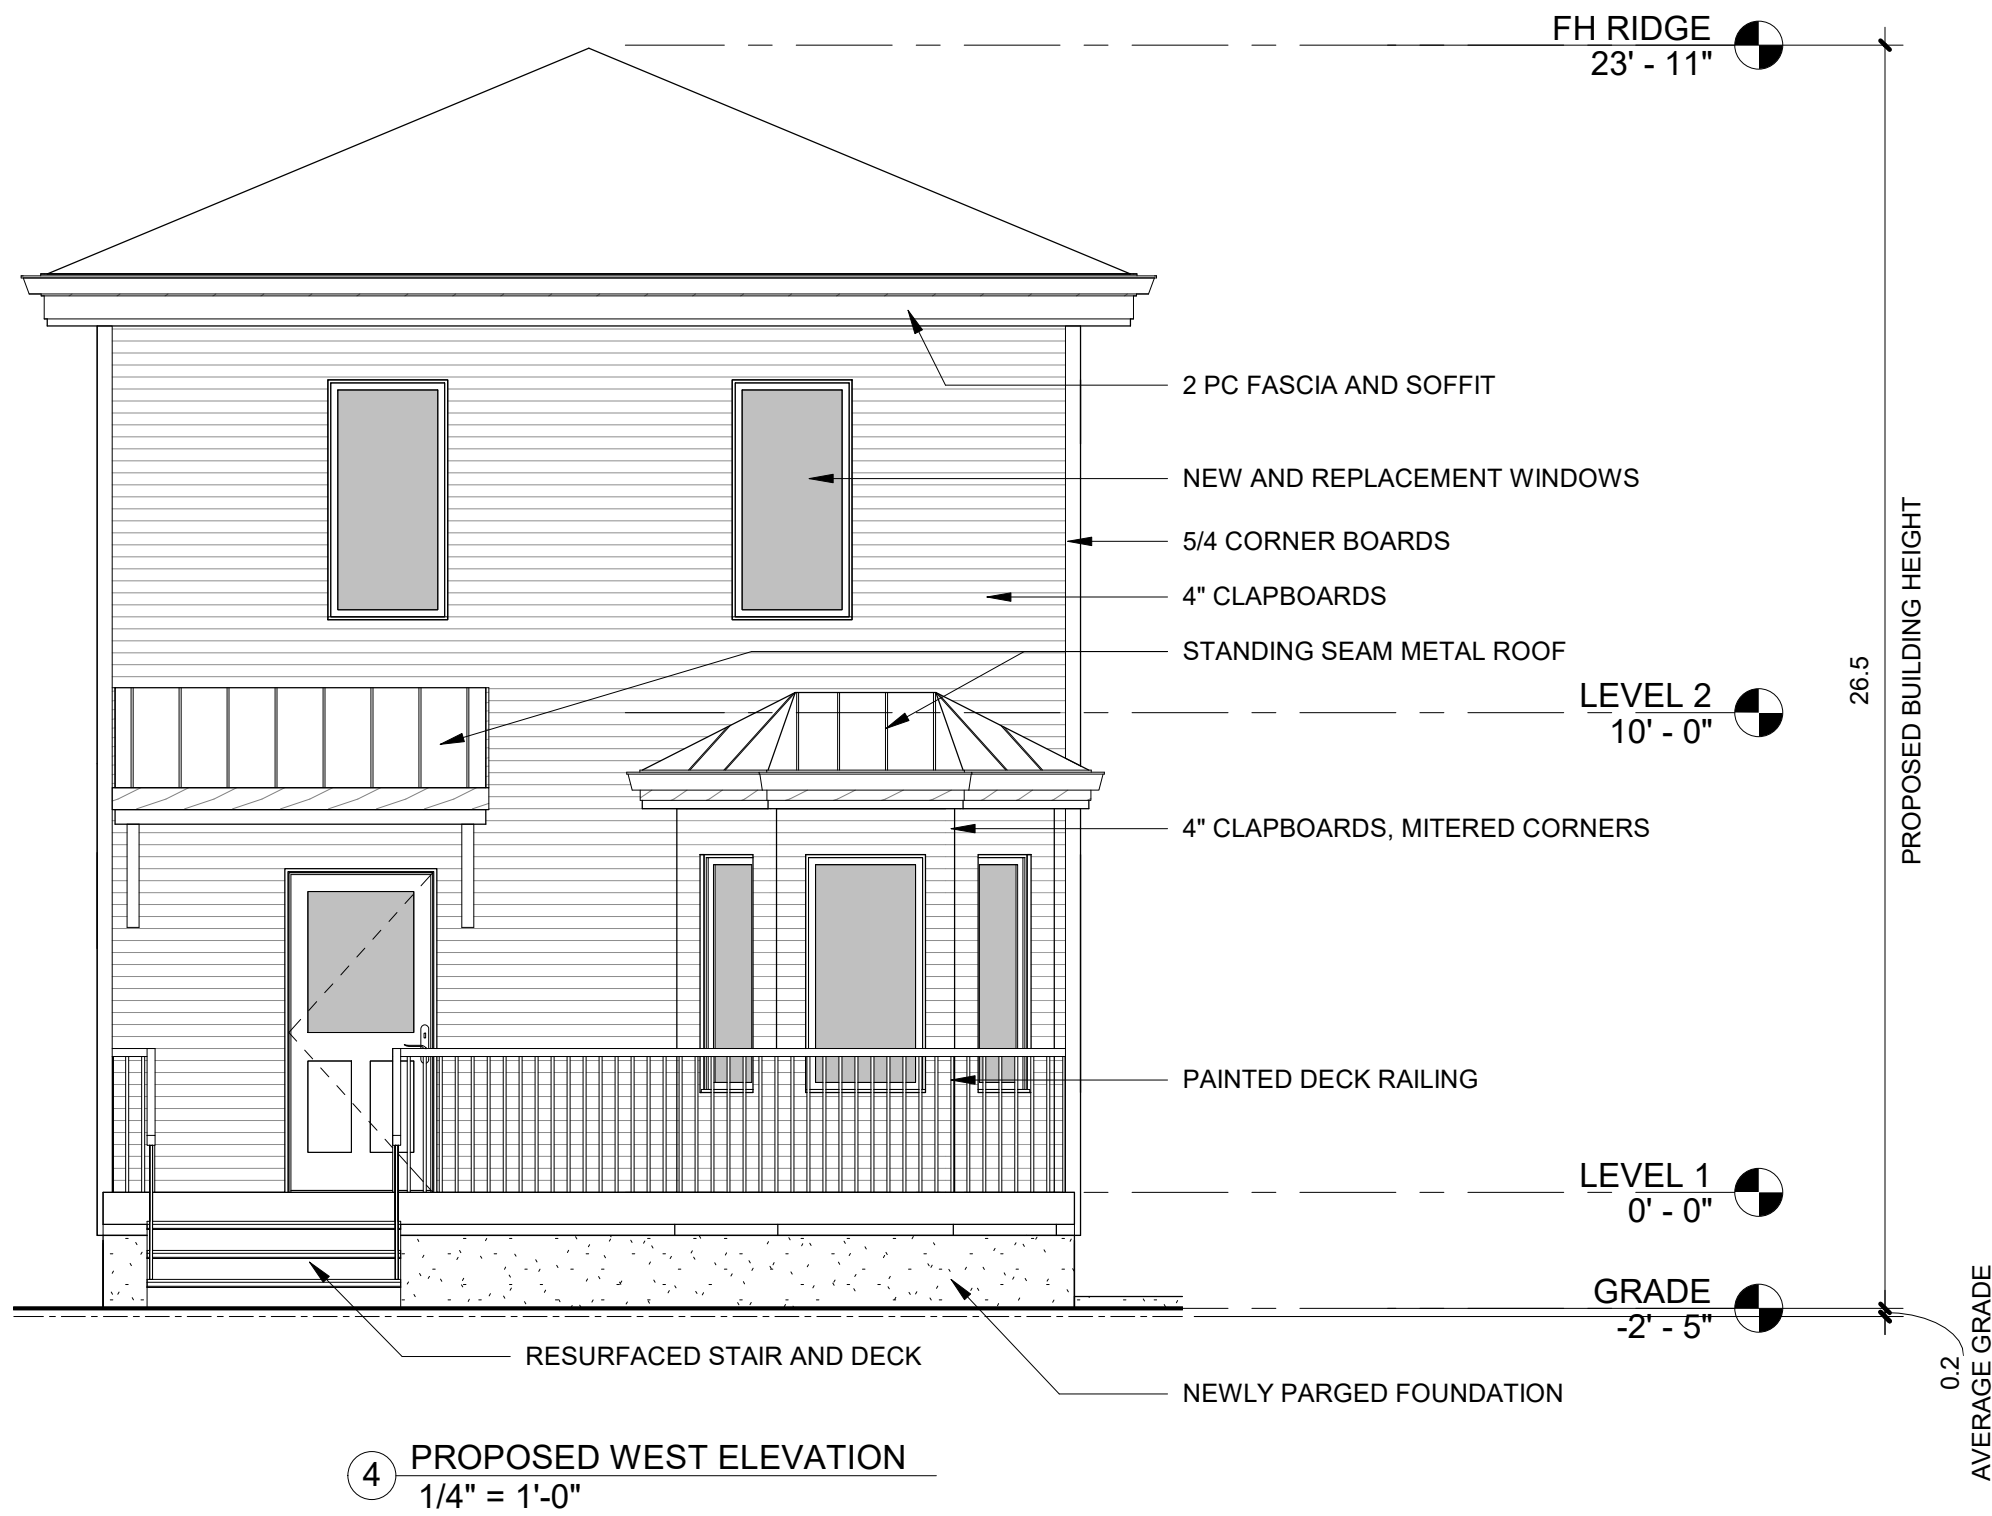 FH RIDGE
23' - 11"
2 PC FASCIA AND SOFFIT
NEW AND REPLACEMENT WINDOWS
5/4 CORNER BOARDS
4" CLAPBOARDS
STANDING SEAM METAL ROOF
LEVEL 2
10' - 0"
26.5
PROPOSED BUILDING HEIGHT
4" CLAPBOARDS, MITERED CORNERS
PAINTED DECK RAILING
LEVEL 1
0' - 0"
GRADE
-2' - 5"
0.2
AVERAGE GRADE
RESURFACED STAIR AND DECK
NEWLY PARGED FOUNDATION
4
PROPOSED WEST ELEVATION
1/4" = 1'-0"